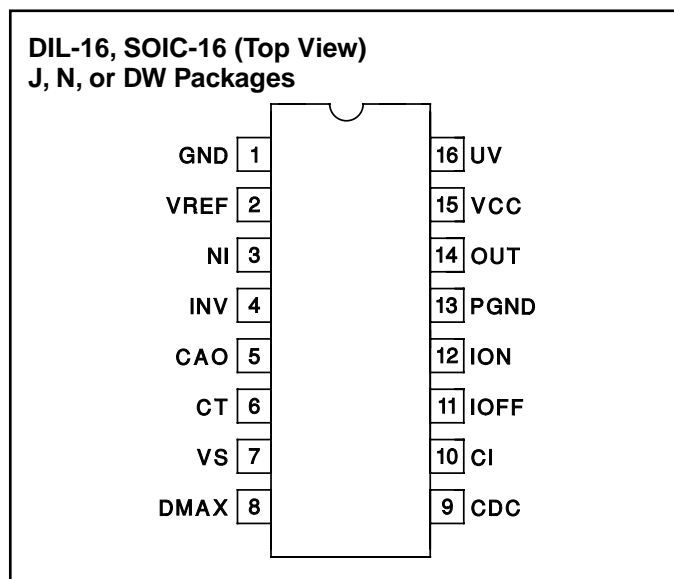 DIL-16, SOIC-16 (Top View)
J, N, or DW Packages
GND 1 16 UV
VREF 2 15 VCC
NI 3 14 OUT
INV 4 13 PGND
CAO 5 12 ION
CT 6 11 IOFF
VS 7 10 CI
DMAX 8 9 CDC